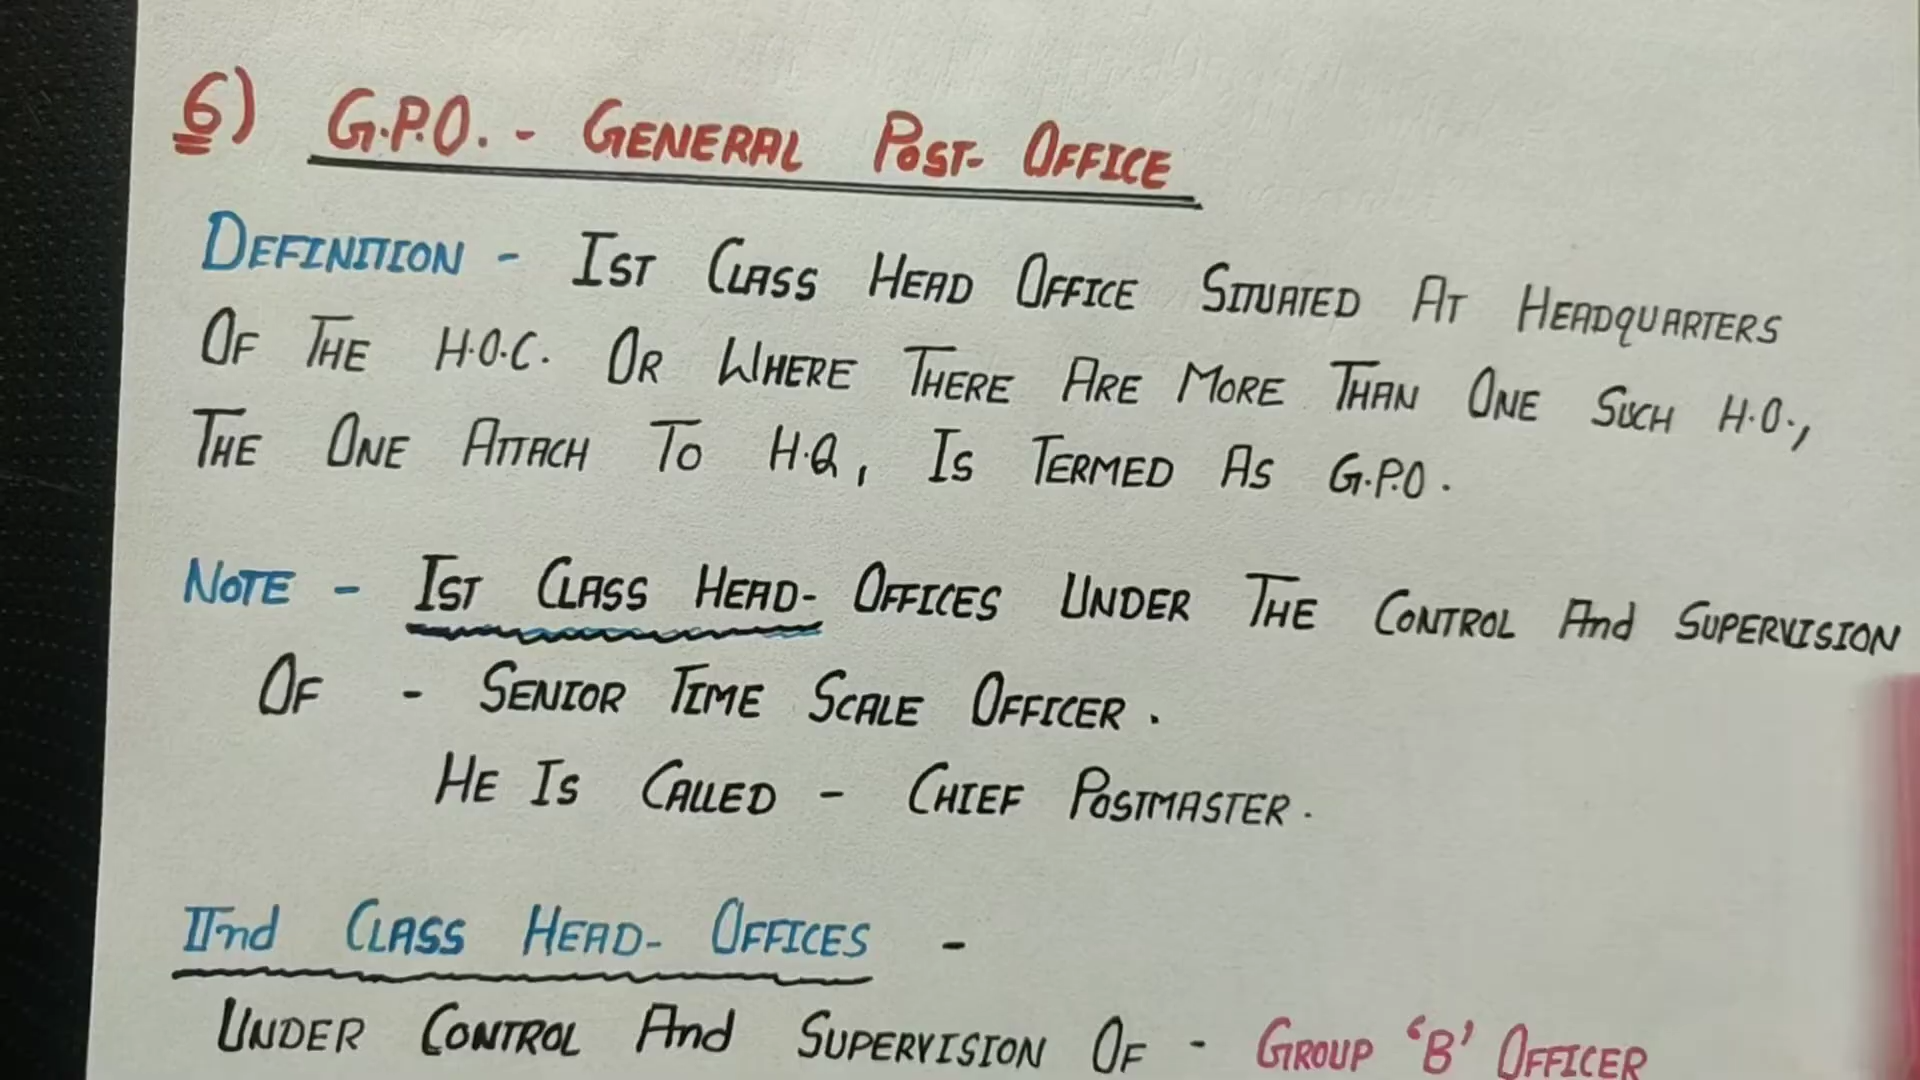 6) G.P.O. - GENERAL POST- OFFICE
DEFINITION - IST CLASS HEAD OFFICE SITUATED AT HEADQUARTERS
OF THE H.O.C. OR WHERE THERE ARE MORE THAN ONE SUCH H.O.,
THE ONE ATTACH TO H.Q, IS TERMED AS G.P.O.
NOTE - IST CLASS HEAD- OFFICES UNDER THE CONTROL And SUPERVISION
OF - SENIOR TIME SCALE OFFICER.
HE IS CALLED - CHIEF POSTMASTER.
IInd CLASS HEAD- OFFICES -
UNDER CONTROL And SUPERVISION OF - GROUP 'B' OFFICER